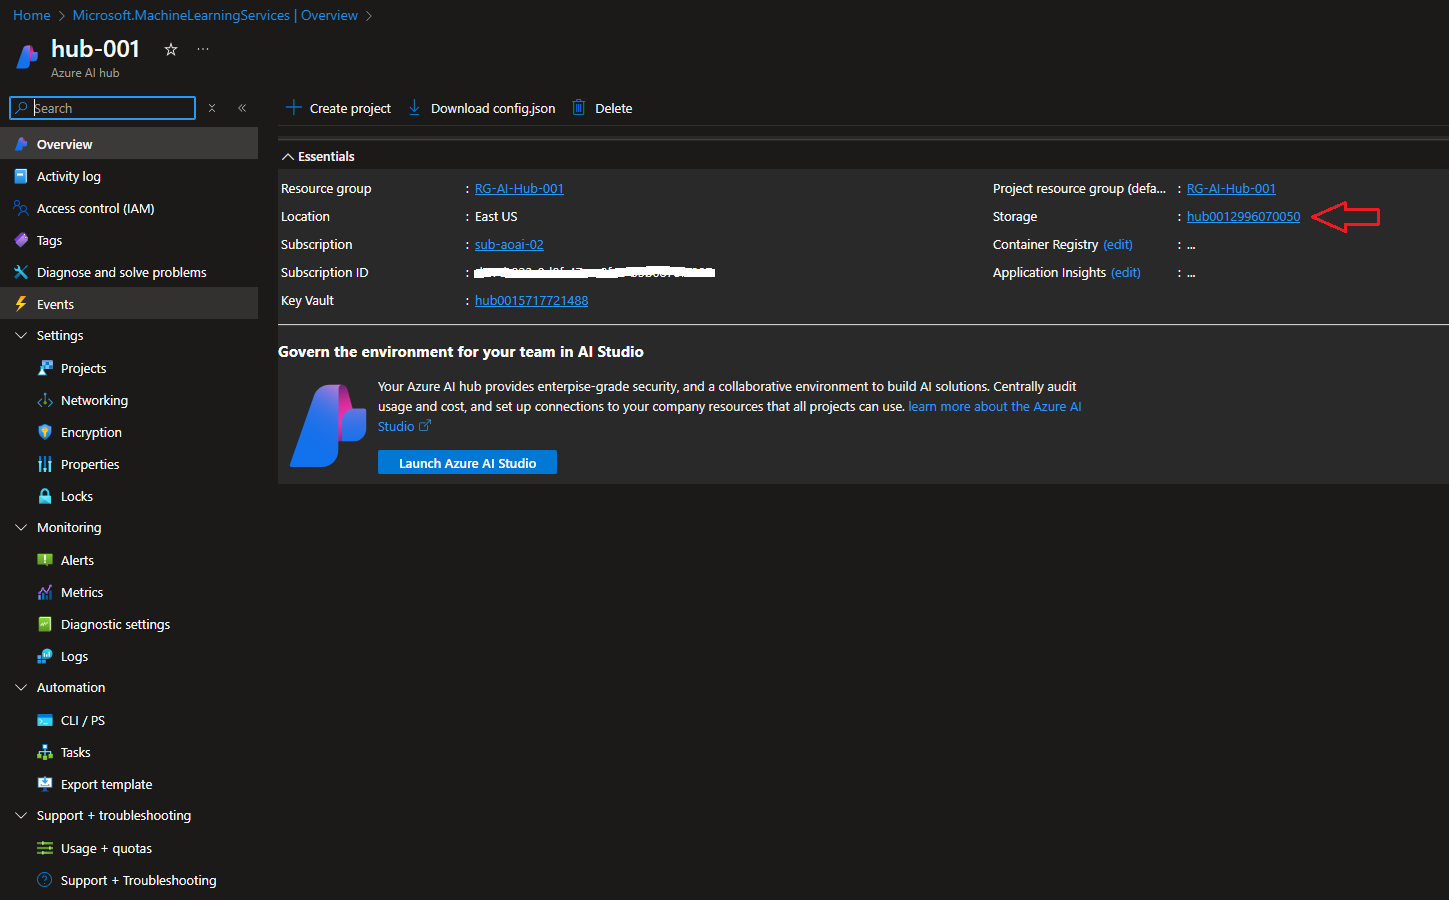 Home > Microsoft.MachineLearningServices | Overview >
hub-001
Azure AI hub
Search
Create project
Download config.json
Delete
Overview
Activity log
Access control (IAM)
Tags
Diagnose and solve problems
Events
Settings
Projects
Networking
Encryption
Properties
Locks
Monitoring
Alerts
Metrics
Diagnostic settings
Logs
Automation
CLI / PS
Tasks
Export template
Support + troubleshooting
Usage + quotas
Support + Troubleshooting
Essentials
Resource group : RG-AI-Hub-001
Location : East US
Subscription : sub-aoai-02
Subscription ID :
Key Vault : hub0015717721488
Project resource group (defa... : RG-AI-Hub-001
Storage : hub0012996070050
Container Registry (edit) : ...
Application Insights (edit) : ...
Govern the environment for your team in AI Studio
Your Azure AI hub provides enterpise-grade security, and a collaborative environment to build AI solutions. Centrally audit
usage and cost, and set up connections to your company resources that all projects can use. learn more about the Azure AI
Studio
Launch Azure AI Studio